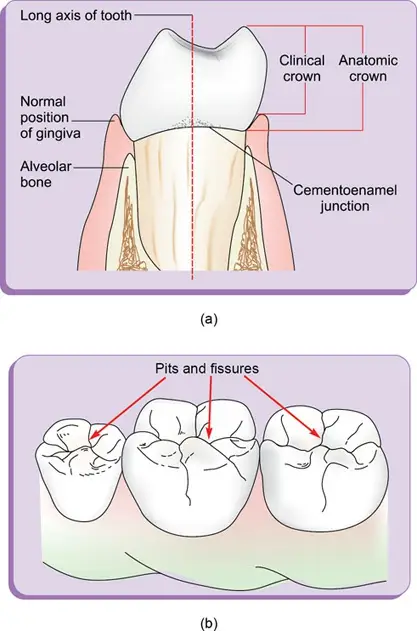 Long axis of tooth
Clinical
crown
Anatomic
crown
Normal
position
of gingiva
Alveolar
bone
Cementoenamel
junction
(a)
Pits and fissures
(b)